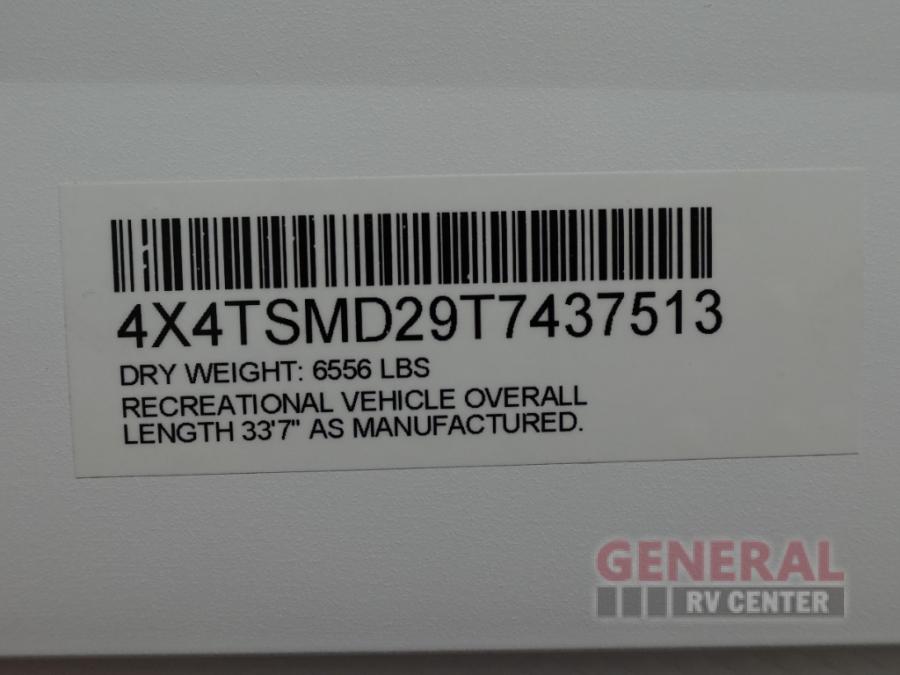 4X4TSMD29T7437513
DRY WEIGHT: 6556 LBS
RECREATIONAL VEHICLE OVERALL
LENGTH 33'7" AS MANUFACTURED.
GENERAL
RV CENTER